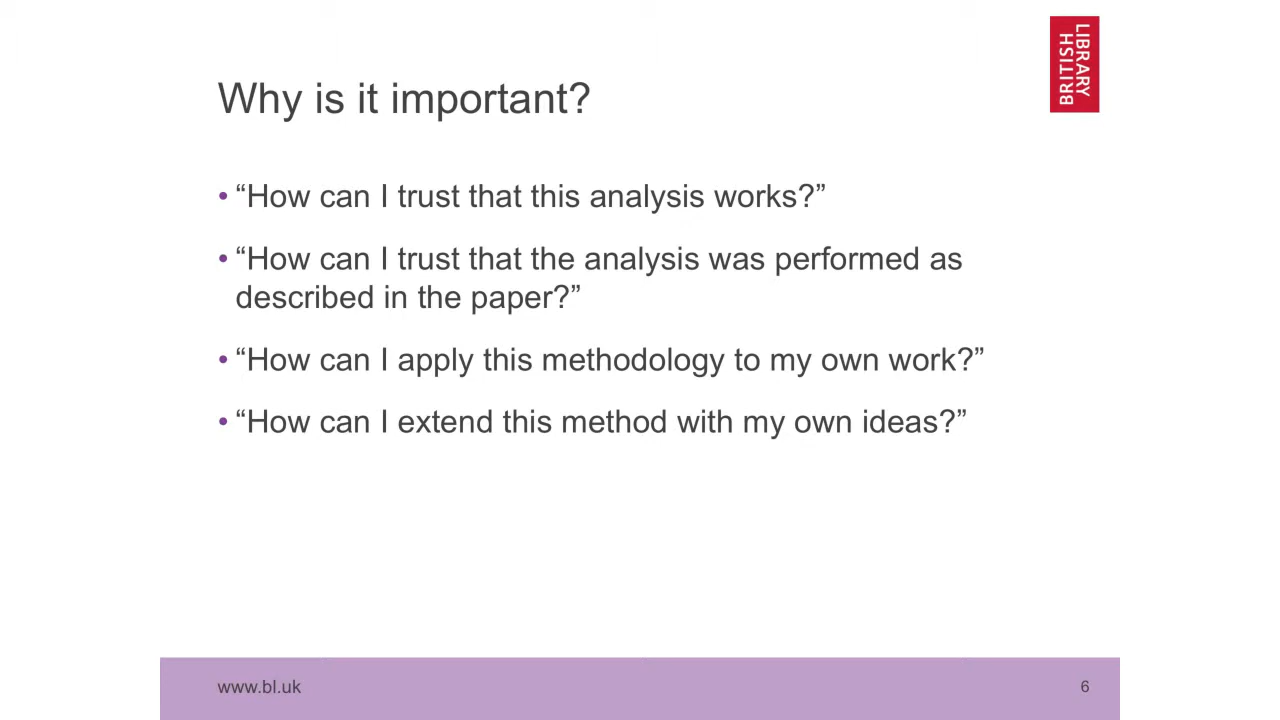 BRITISH
LIBRARY
Why is it important?
• “How can I trust that this analysis works?”
• “How can I trust that the analysis was performed as
described in the paper?”
• “How can I apply this methodology to my own work?”
• “How can I extend this method with my own ideas?”
www.bl.uk
6